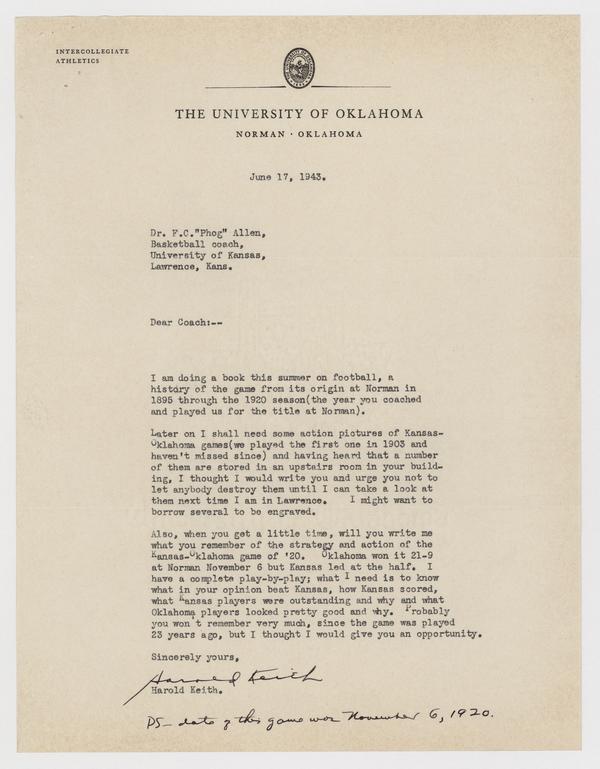 INTERCOLLEGIATE
ATHLETICS
THE UNIVERSITY OF OKLAHOMA
NORMAN · OKLAHOMA
June 17, 1943.
Dr. F.C."Phog" Allen,
Basketball coach,
University of Kansas,
Lawrence, Kans.
Dear Coach:--
I am doing a book this summer on football, a
history of the game from its origin at Norman in
1895 through the 1920 season(the year you coached
and played us for the title at Norman).
Later on I shall need some action pictures of Kansas-
Oklahoma games(we played the first one in 1903 and
haven't missed since) and having heard that a number
of them are stored in an upstairs room in your build-
ing, I thought I would write you and urge you not to
let anybody destroy them until I can take a look at
them next time I am in Lawrence. I might want to
borrow several to be engraved.
Also, when you get a little time, will you write me
what you remember of the strategy and action of the
Kansas-Oklahoma game of '20. Oklahoma won it 21-9
at Norman November 6 but Kansas led at the half. I
have a complete play-by-play; what I need is to know
what in your opinion beat Kansas, how Kansas scored,
what Kansas players were outstanding and why and what
Oklahoma players looked pretty good and why. Probably
you won't remember very much, since the game was played
23 years ago, but I thought I would give you an opportunity.
Sincerely yours,
Harold Keith
Harold Keith.
PS - date of this game was November 6, 1920.